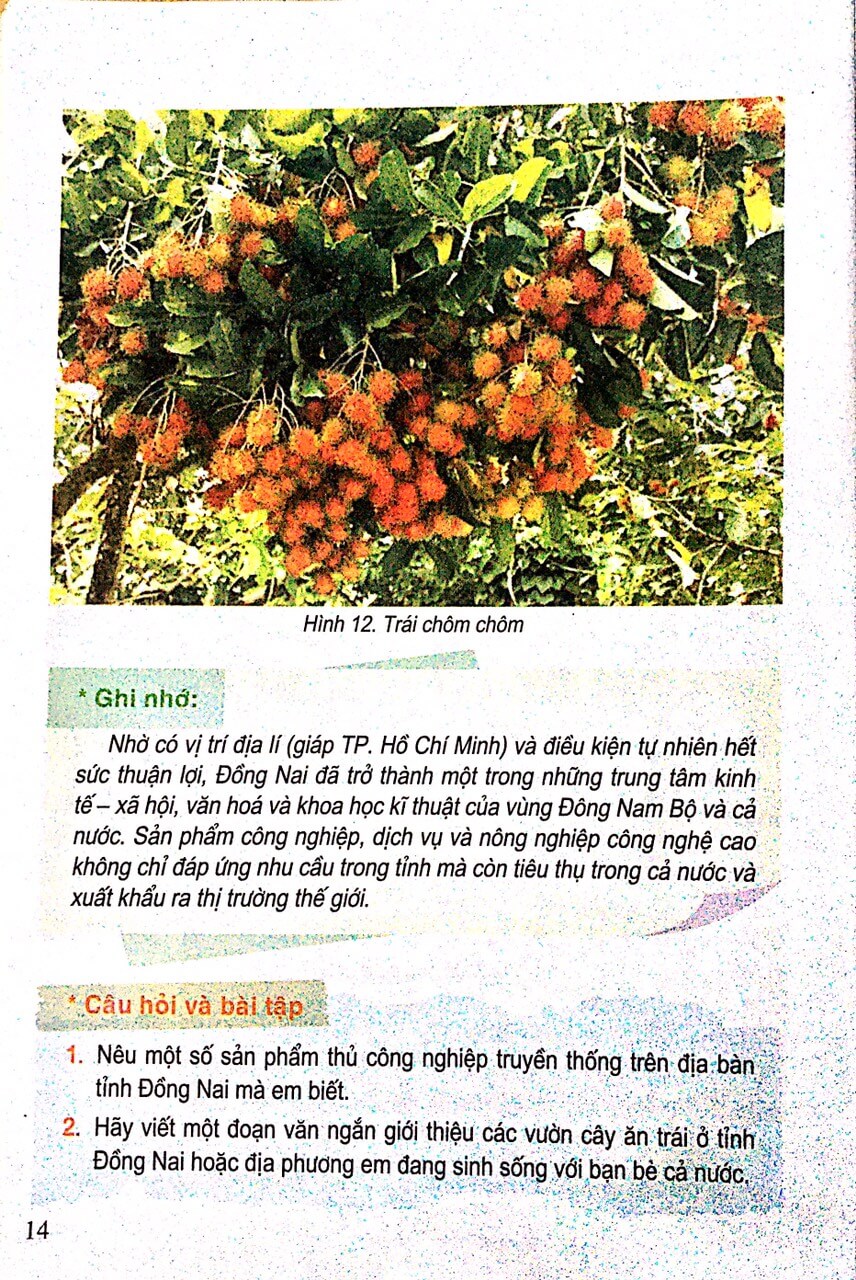 Hình 12. Trái chôm chôm
* Ghi nhớ:
Nhờ có vị trí địa lí (giáp TP. Hồ Chí Minh) và điều kiện tự nhiên hết
sức thuận lợi, Đồng Nai đã trở thành một trong những trung tâm kinh
tế – xã hội, văn hoá và khoa học kĩ thuật của vùng Đông Nam Bộ và cả
nước. Sản phẩm công nghiệp, dịch vụ và nông nghiệp công nghệ cao
không chỉ đáp ứng nhu cầu trong tỉnh mà còn tiêu thụ trong cả nước và
xuất khẩu ra thị trường thế giới.
* Câu hỏi và bài tập
1. Nêu một số sản phẩm thủ công nghiệp truyền thống trên địa bàn
tỉnh Đồng Nai mà em biết.
2. Hãy viết một đoạn văn ngắn giới thiệu các vườn cây ăn trái ở tỉnh
Đồng Nai hoặc địa phương em đang sinh sống với bạn bè cả nước.
14